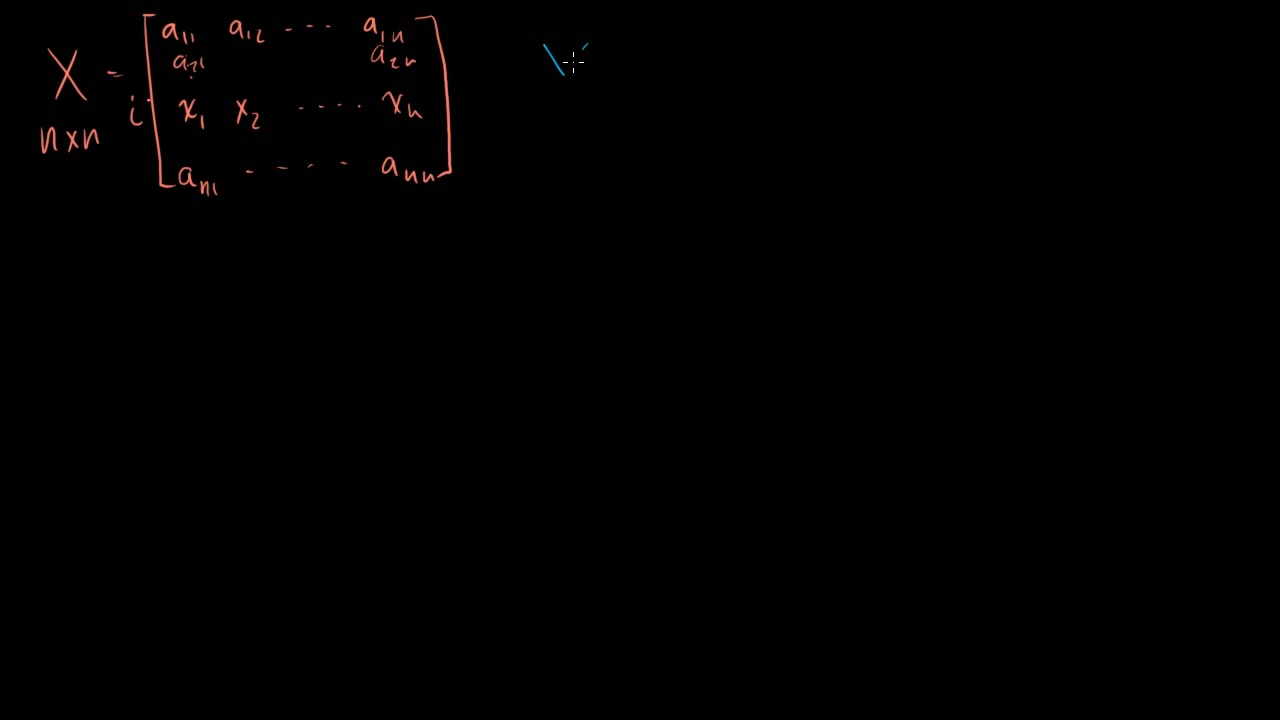 a₁₁ a₁₂ ---- a₁ₙ
a₂₁ a₂ₙ
X =
i x₁ x₂ ---- xₙ
n×n
aₙ₁ ----- aₙₙ